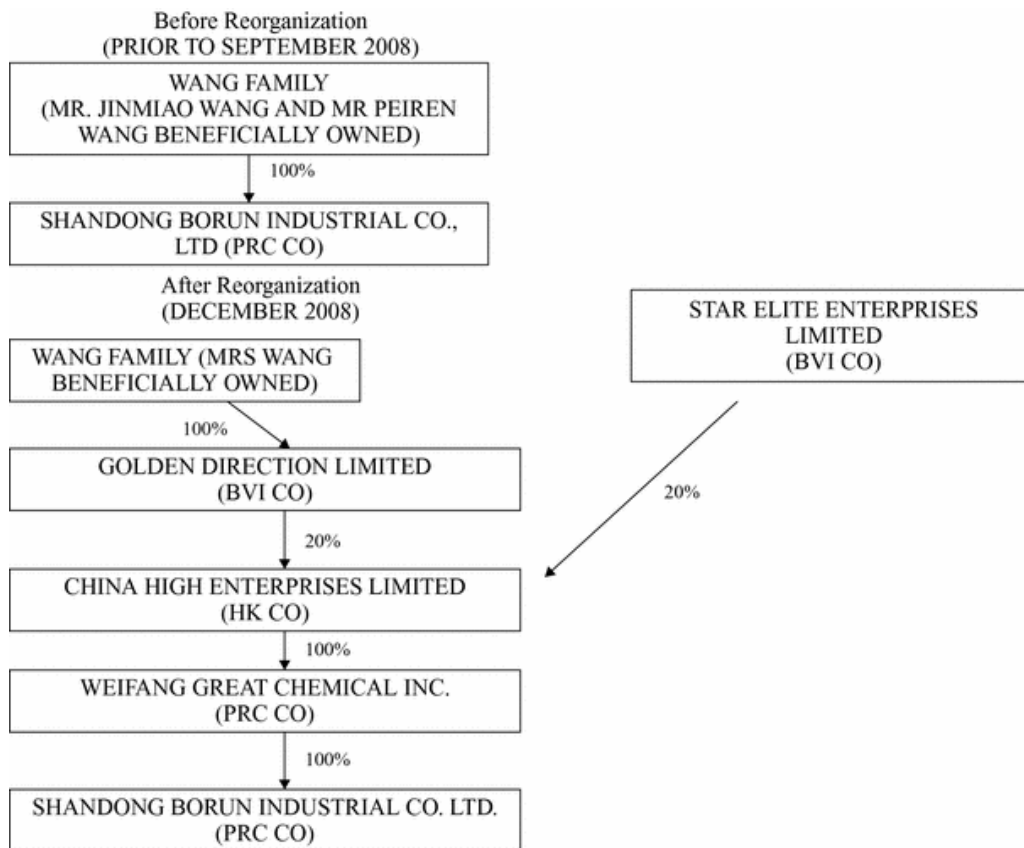 Before Reorganization
(PRIOR TO SEPTEMBER 2008)
WANG FAMILY
(MR. JINMIAO WANG AND MR PEIREN
WANG BENEFICIALLY OWNED)
100%
SHANDONG BORUN INDUSTRIAL CO.,
LTD (PRC CO)
After Reorganization
(DECEMBER 2008)
STAR ELITE ENTERPRISES
LIMITED
(BVI CO)
WANG FAMILY (MRS WANG
BENEFICIALLY OWNED)
100%
GOLDEN DIRECTION LIMITED
(BVI CO)
20%
20%
CHINA HIGH ENTERPRISES LIMITED
(HK CO)
100%
WEIFANG GREAT CHEMICAL INC.
(PRC CO)
100%
SHANDONG BORUN INDUSTRIAL CO. LTD.
(PRC CO)